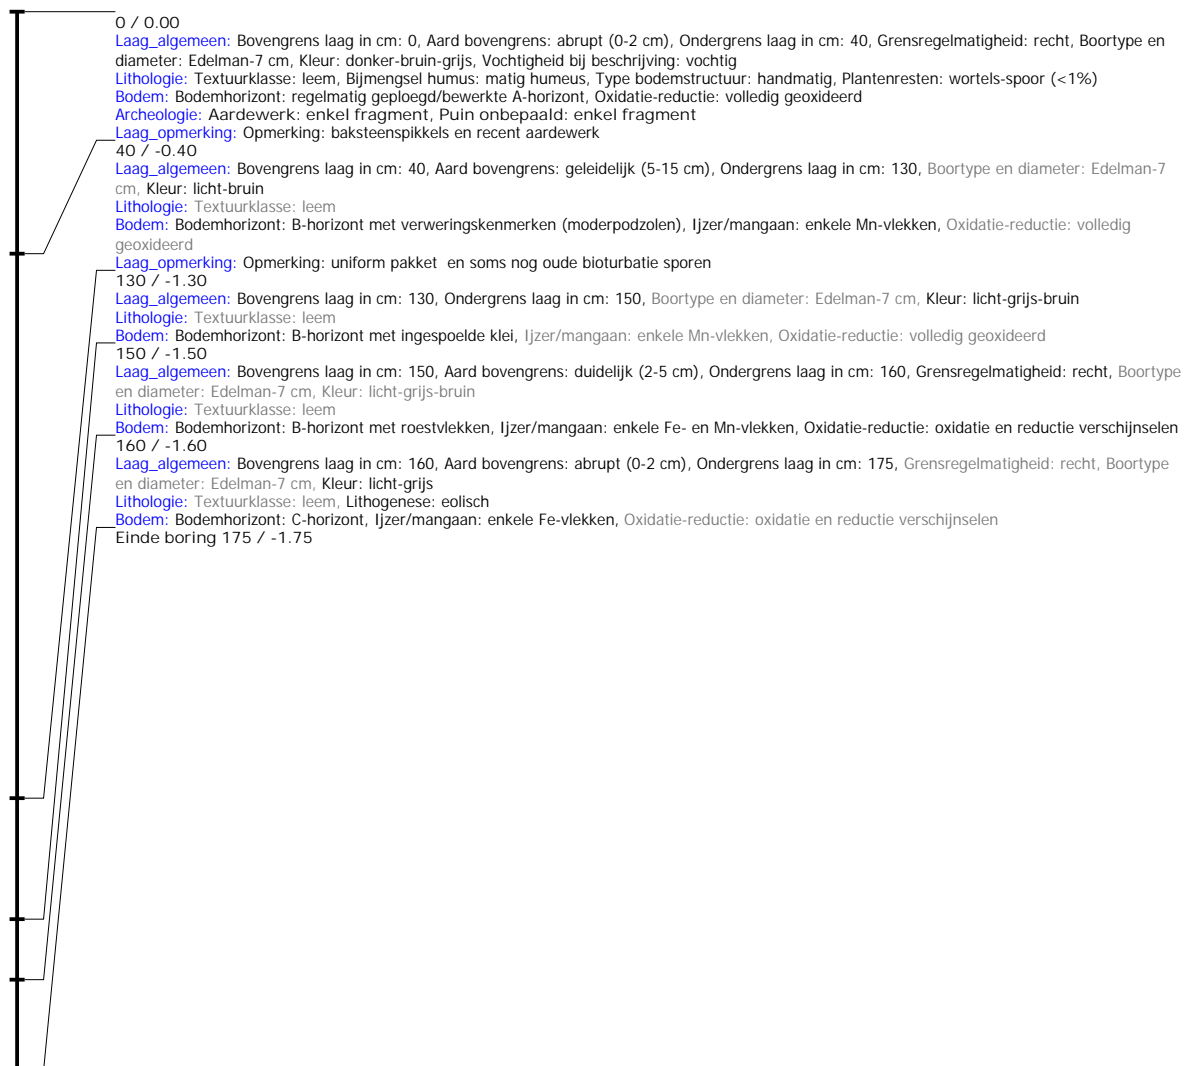 0 / 0.00
Laag_algemeen: Bovengrens laag in cm: 0, Aard bovengrens: abrupt (0-2 cm), Ondergrens laag in cm: 40, Grensregelmatigheid: recht, Boortype en
diameter: Edelman-7 cm, Kleur: donker-bruin-grijs, Vochtigheid bij beschrijving: vochtig
Lithologie: Textuurklasse: leem, Bijmengsel humus: matig humeus, Type bodemstructuur: handmatig, Plantenresten: wortels-spoor (<1%)
Bodem: Bodemhorizont: regelmatig geploegd/bewerkte A-horizont, Oxidatie-reductie: volledig geoxideerd
Archeologie: Aardewerk: enkel fragment, Puin onbepaald: enkel fragment
Laag_opmerking: Opmerking: baksteenspikkels en recent aardewerk
40 / -0.40
Laag_algemeen: Bovengrens laag in cm: 40, Aard bovengrens: geleidelijk (5-15 cm), Ondergrens laag in cm: 130, Boortype en diameter: Edelman-7
cm, Kleur: licht-bruin
Lithologie: Textuurklasse: leem
Bodem: Bodemhorizont: B-horizont met verweringskenmerken (moderpodzolen), Ijzer/mangaan: enkele Mn-vlekken, Oxidatie-reductie: volledig
geoxideerd
Laag_opmerking: Opmerking: uniform pakket  en soms nog oude bioturbatie sporen
130 / -1.30
Laag_algemeen: Bovengrens laag in cm: 130, Ondergrens laag in cm: 150, Boortype en diameter: Edelman-7 cm, Kleur: licht-grijs-bruin
Lithologie: Textuurklasse: leem
Bodem: Bodemhorizont: B-horizont met ingespoelde klei, Ijzer/mangaan: enkele Mn-vlekken, Oxidatie-reductie: volledig geoxideerd
150 / -1.50
Laag_algemeen: Bovengrens laag in cm: 150, Aard bovengrens: duidelijk (2-5 cm), Ondergrens laag in cm: 160, Grensregelmatigheid: recht, Boortype
en diameter: Edelman-7 cm, Kleur: licht-grijs-bruin
Lithologie: Textuurklasse: leem
Bodem: Bodemhorizont: B-horizont met roestvlekken, Ijzer/mangaan: enkele Fe- en Mn-vlekken, Oxidatie-reductie: oxidatie en reductie verschijnselen
160 / -1.60
Laag_algemeen: Bovengrens laag in cm: 160, Aard bovengrens: abrupt (0-2 cm), Ondergrens laag in cm: 175, Grensregelmatigheid: recht, Boortype
en diameter: Edelman-7 cm, Kleur: licht-grijs
Lithologie: Textuurklasse: leem, Lithogenese: eolisch
Bodem: Bodemhorizont: C-horizont, Ijzer/mangaan: enkele Fe-vlekken, Oxidatie-reductie: oxidatie en reductie verschijnselen
Einde boring 175 / -1.75